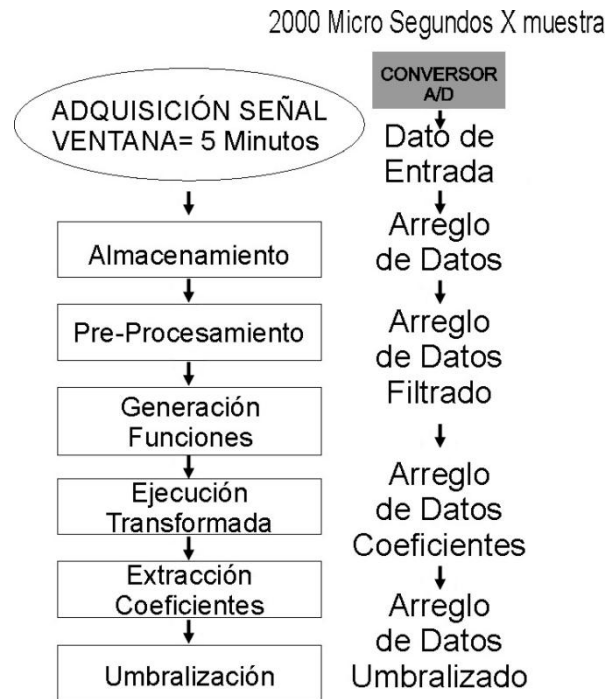 2000 Micro Segundos X muestra
ADQUISICIÓN SEÑAL
VENTANA= 5 Minutos
Almacenamiento
Pre-Procesamiento
Generación
Funciones
Ejecución
Transformada
Extracción
Coeficientes
Umbralización
CONVERSOR
A/D
Dato de
Entrada
Arreglo
de Datos
Arreglo
de Datos
Filtrado
Arreglo
de Datos
Coeficientes
Arreglo
de Datos
Umbralizado